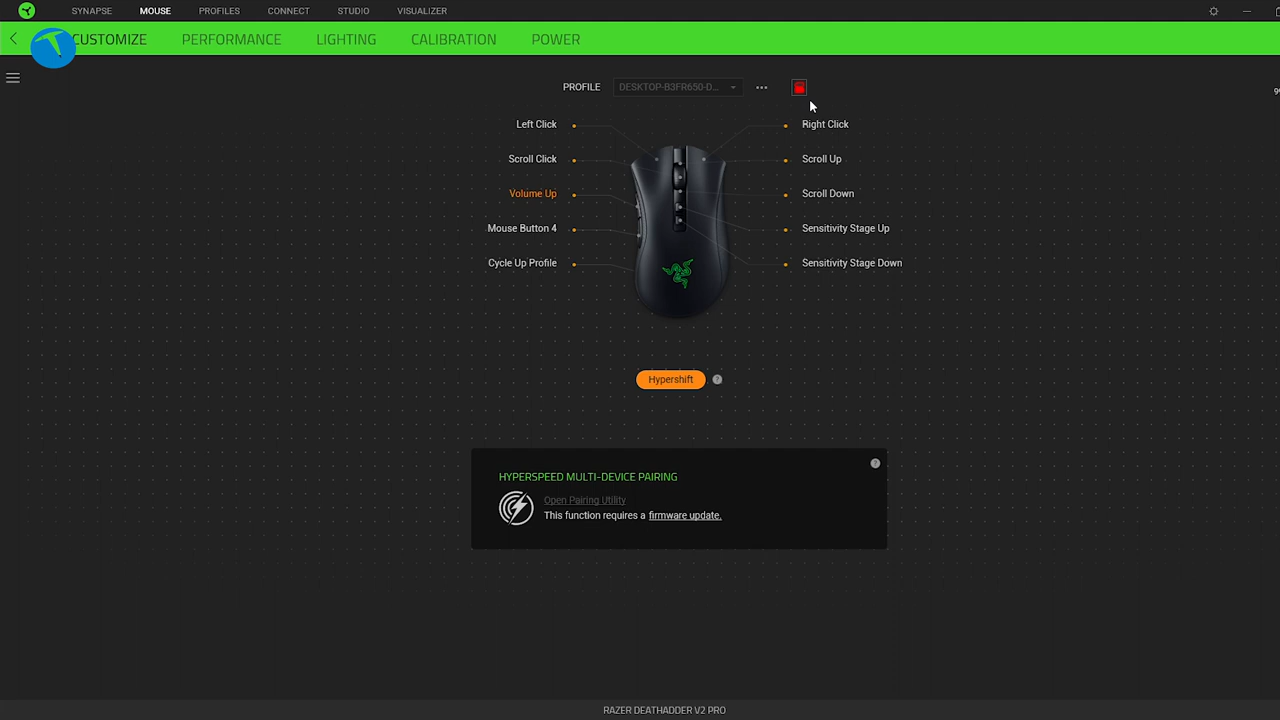 SYNAPSE MOUSE PROFILES CONNECT STUDIO VISUALIZER
CUSTOMIZE PERFORMANCE LIGHTING CALIBRATION POWER
PROFILE DESKTOP-B3FR650-D... ...
Left Click
Scroll Click
Volume Up
Mouse Button 4
Cycle Up Profile
Right Click
Scroll Up
Scroll Down
Sensitivity Stage Up
Sensitivity Stage Down
Hypershift ?
HYPERSPEED MULTI-DEVICE PAIRING ?
Open Pairing Utility
This function requires a firmware update.
RAZER DEATHADDER V2 PRO